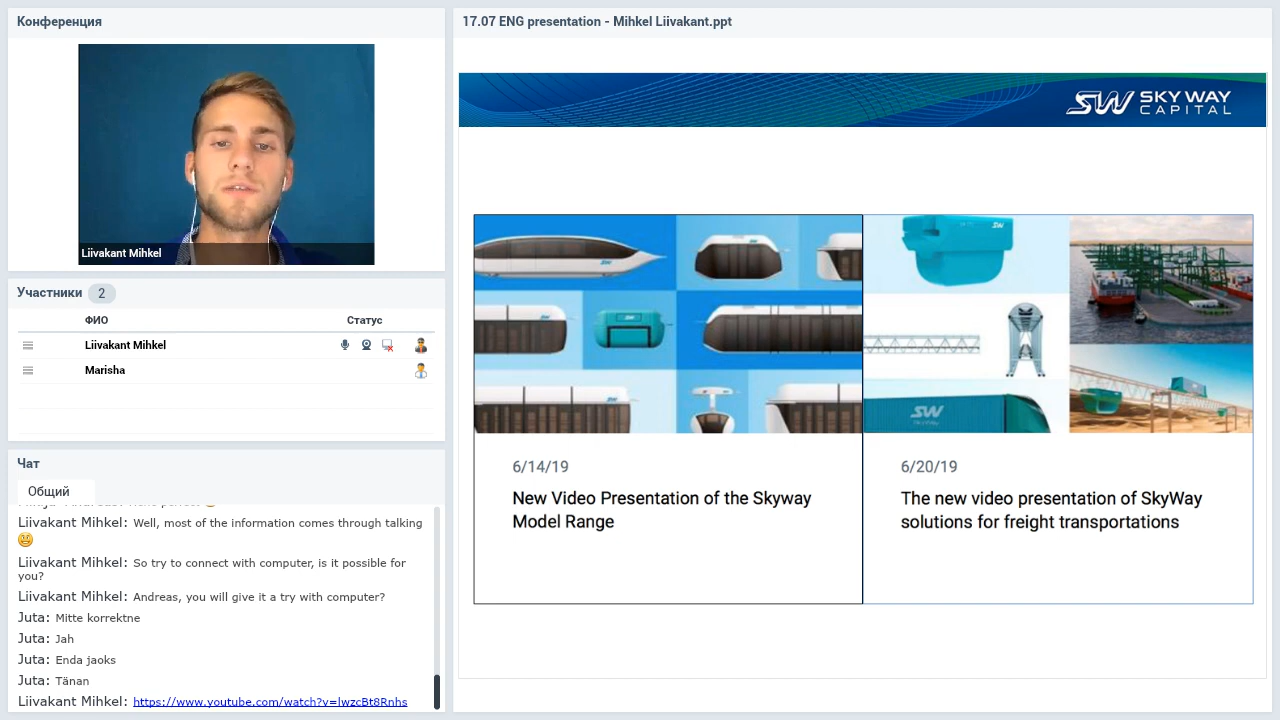 Конференция
Liivakant Mihkel
Участники 2
ФИО Статус
Liivakant Mihkel
Marisha
Чат
Общий
Liivakant Mihkel: Well, most of the information comes through talking
Liivakant Mihkel: So try to connect with computer, is it possible for
you?
Liivakant Mihkel: Andreas, you will give it a try with computer?
Juta: Mitte korrektne
Juta: Jah
Juta: Enda jaoks
Juta: Tänan
Liivakant Mihkel: https://www.youtube.com/watch?v=lwzcBt8Rnhs
17.07 ENG presentation - Mihkel Liivakant.ppt
SW SKY WAY
CAPITAL
SW
SkyWay
6/14/19
New Video Presentation of the Skyway
Model Range
6/20/19
The new video presentation of SkyWay
solutions for freight transportations